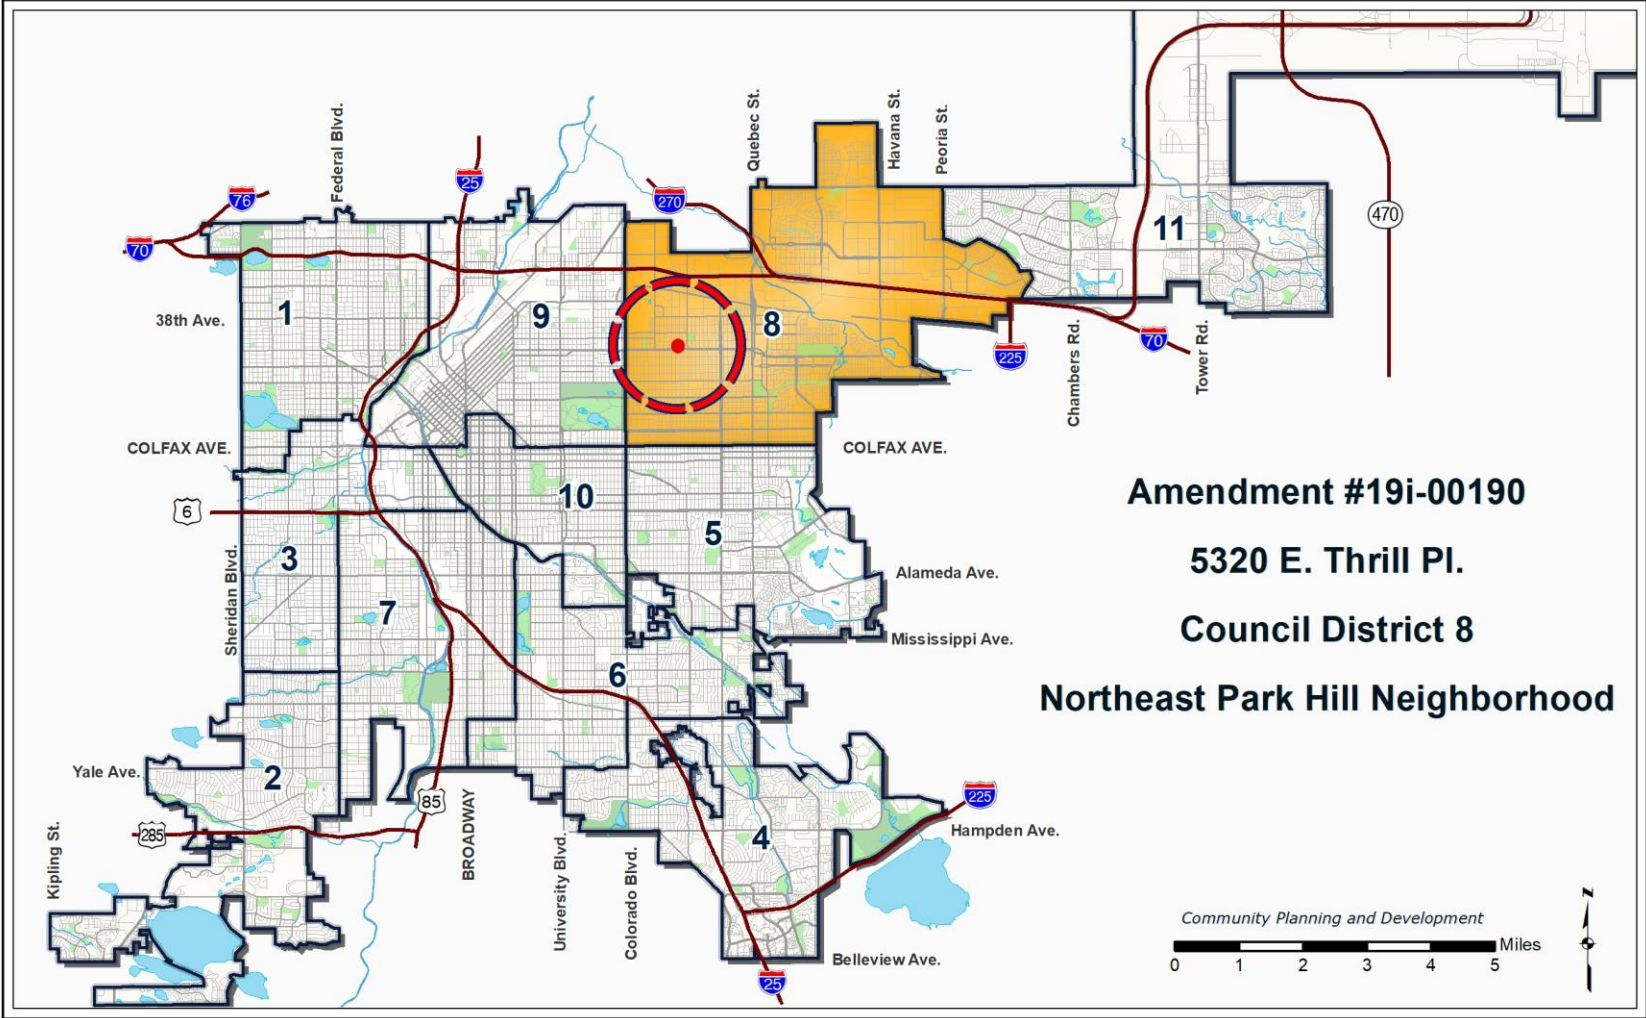 Federal Blvd.
Quebec St.
Havana St.
Peoria St.
76
25
270
70
470
11
1
9
8
38th Ave.
225
70
Chambers Rd.
Tower Rd.
COLFAX AVE.
COLFAX AVE.
6
10
5
3
Sheridan Blvd.
7
Alameda Ave.
Mississippi Ave.
6
Amendment #19i-00190
5320 E. Thrill Pl.
Council District 8
Northeast Park Hill Neighborhood
Yale Ave.
2
85
285
BROADWAY
225
Hampden Ave.
4
Kipling St.
University Blvd.
Colorado Blvd.
Belleview Ave.
25
Community Planning and Development
Miles
0 1 2 3 4 5
N